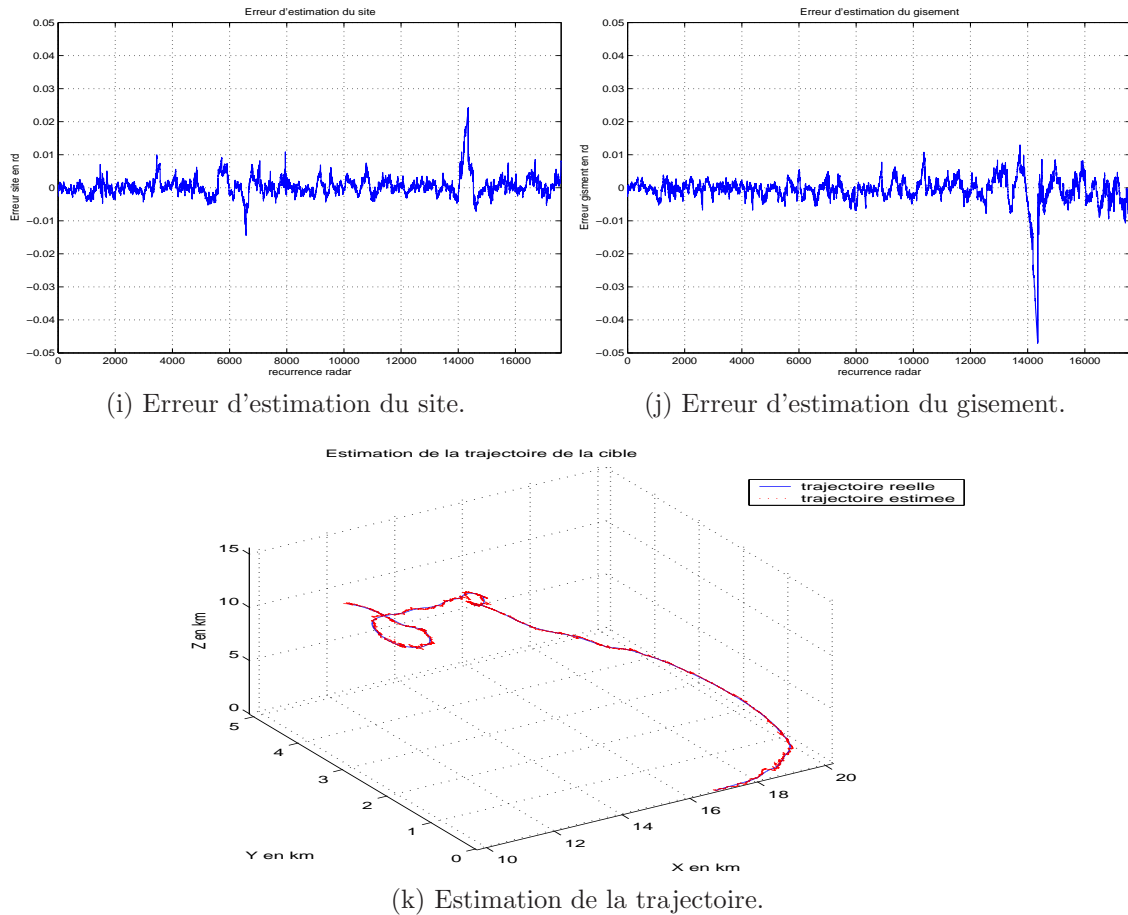 Erreur d'estimation du site
0.05
0.04
0.03
0.02
0.01
0
−0.01
−0.02
−0.03
−0.04
−0.05
Erreur site en rd
0 2000 4000 6000 8000 10000 12000 14000 16000
recurrence radar
(i) Erreur d'estimation du site.
Erreur d'estimation du gisement
0.05
0.04
0.03
0.02
0.01
0
−0.01
−0.02
−0.03
−0.04
−0.05
Erreur gisment en rd
0 2000 4000 6000 8000 10000 12000 14000 16000
recurrence radar
(j) Erreur d'estimation du gisement.
Estimation de la trajectoire de la cible
trajectoire reelle
trajectoire estimee
15
10
5
0
Z en km
5
4
3
2
1
0
Y en km
10
12
14
16
18
20
X en km
(k) Estimation de la trajectoire.